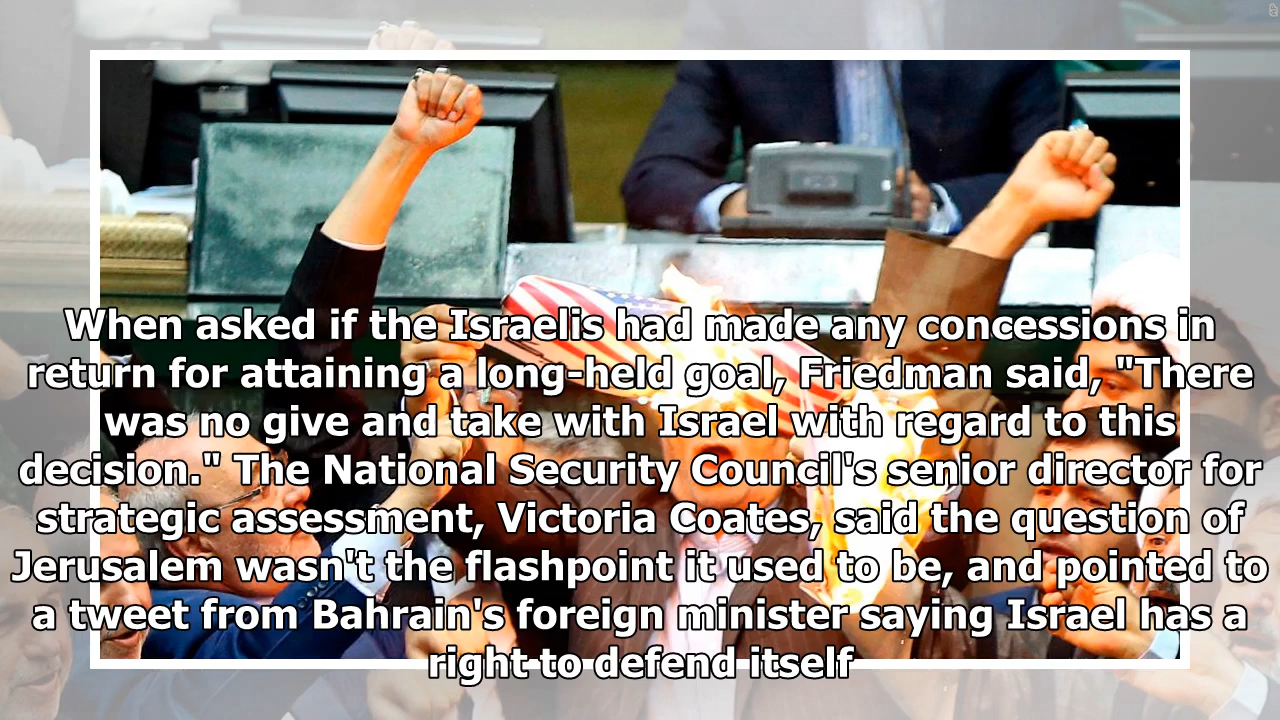 When asked if the Israelis had made any concessions in
return for attaining a long-held goal, Friedman said, "There
was no give and take with Israel with regard to this
decision." The National Security Council's senior director for
strategic assessment, Victoria Coates, said the question of
Jerusalem wasn't the flashpoint it used to be, and pointed to
a tweet from Bahrain's foreign minister saying Israel has a
right to defend itself